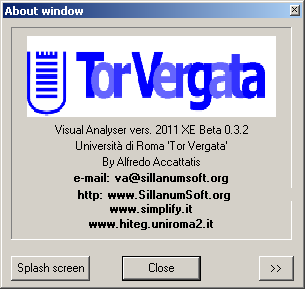 About window
Tor Vergata
Visual Analyser vers. 2011 XE Beta 0.3.2
Università di Roma 'Tor Vergata'
By Alfredo Accattatis
e-mail: va@sillanumsoft.org
http: www.SillanumSoft.org
www.simplify.it
www.hiteg.uniroma2.it
Splash screen
Close
>>